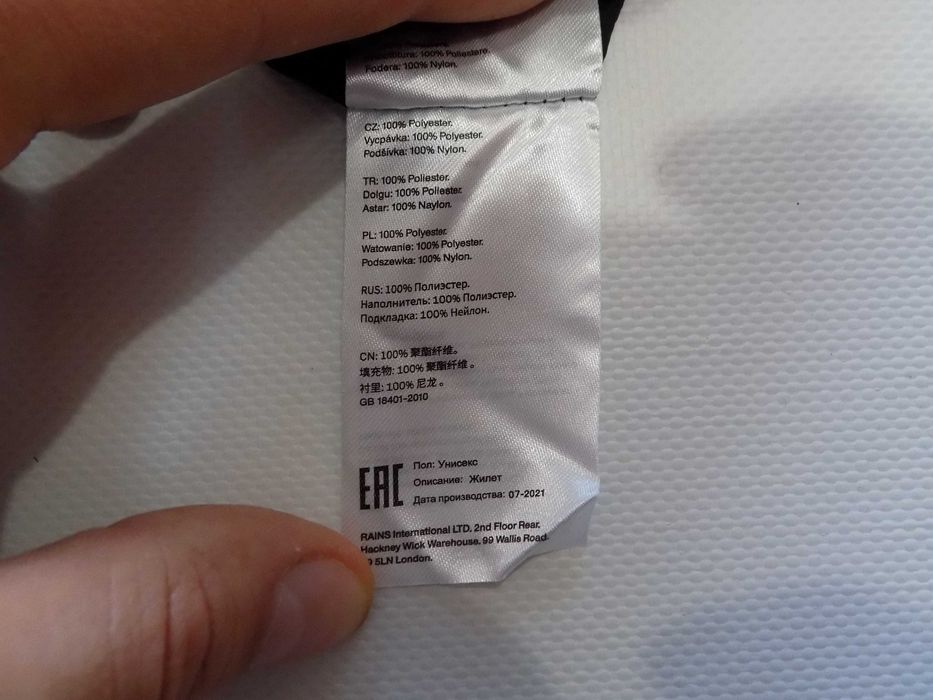 100% Poliestere.
Fodera: 100% Nylon.
CZ: 100% Polyester.
Vycpávka: 100% Polyester.
Podšívka: 100% Nylon.
TR: 100% Poliester.
Dolgu: 100% Poliester.
Astar: 100% Naylon.
PL: 100% Polyester.
Watowanie: 100% Polyester.
Podszewka: 100% Nylon.
RUS: 100% Полиэстер.
Наполнитель: 100% Полиэстер.
Подкладка: 100% Нейлон.
CN: 100% 聚酯纤维。
填充物: 100% 聚酯纤维。
衬里: 100% 尼龙。
GB 18401-2010
EAC
Пол: Унисекс
Описание: Жилет
Дата производства: 07-2021
RAINS International LTD. 2nd Floor Rear,
Hackney Wick Warehouse. 99 Wallis Road.
5LN London.